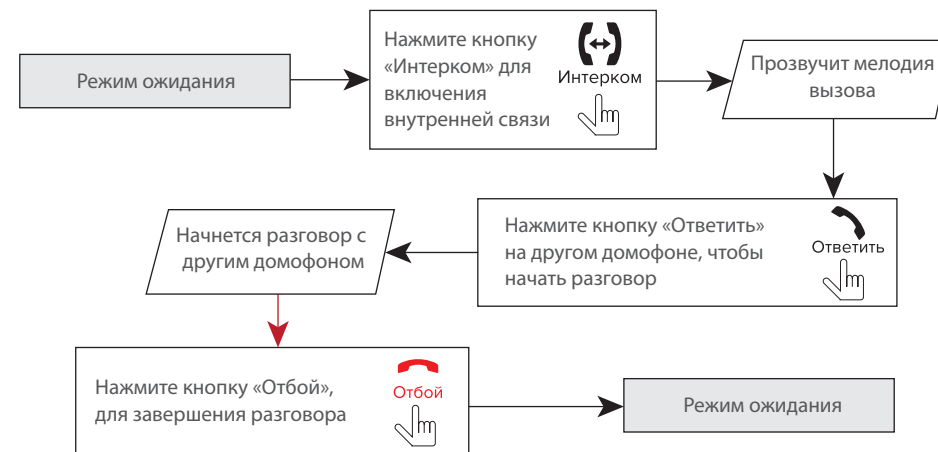 Режим ожидания
Нажмите кнопку
«Интерком» для
включения
внутренней связи
Интерком
Прозвучит мелодия
вызова
Нажмите кнопку «Ответить»
на другом домофоне, чтобы
начать разговор
Ответить
Начнется разговор с
другим домофоном
Нажмите кнопку «Отбой»,
для завершения разговора
Отбой
Режим ожидания